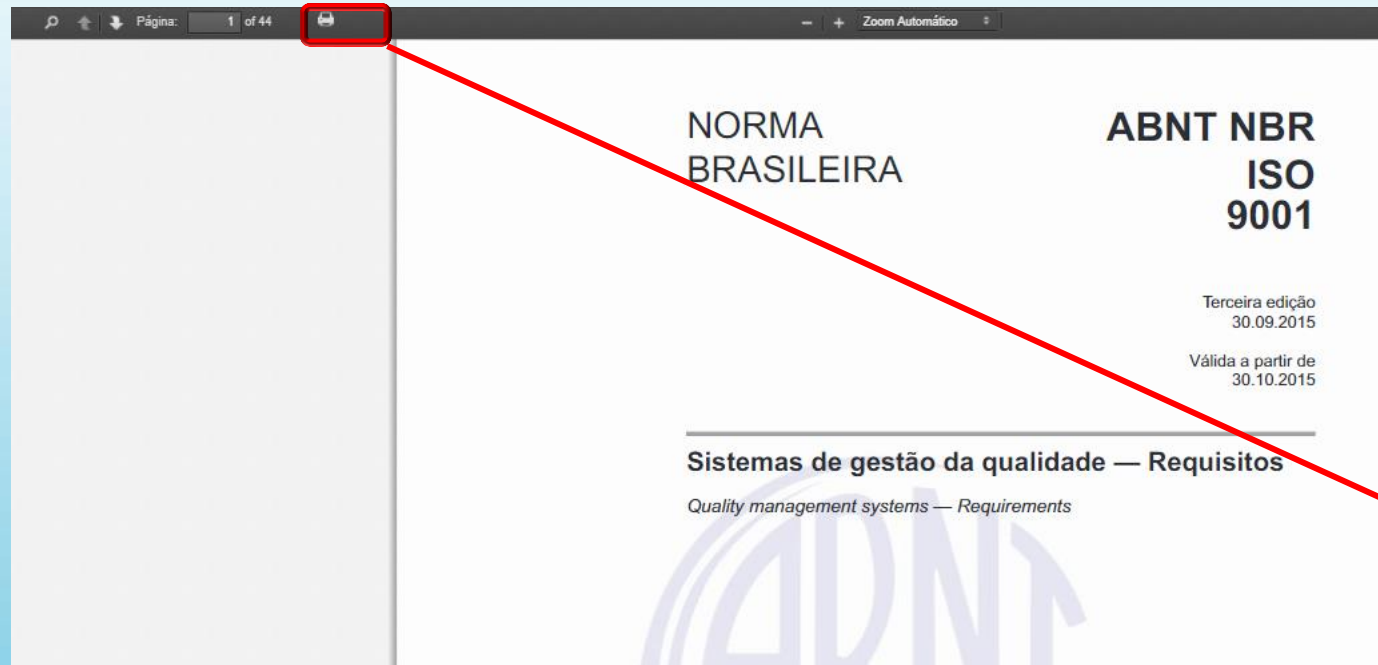 Página: 1 of 44 Zoom Automático
NORMA
BRASILEIRA
ABNT NBR
ISO
9001
Terceira edição
30.09.2015
Válida a partir de
30.10.2015
Sistemas de gestão da qualidade — Requisitos
Quality management systems — Requirements
ABNT